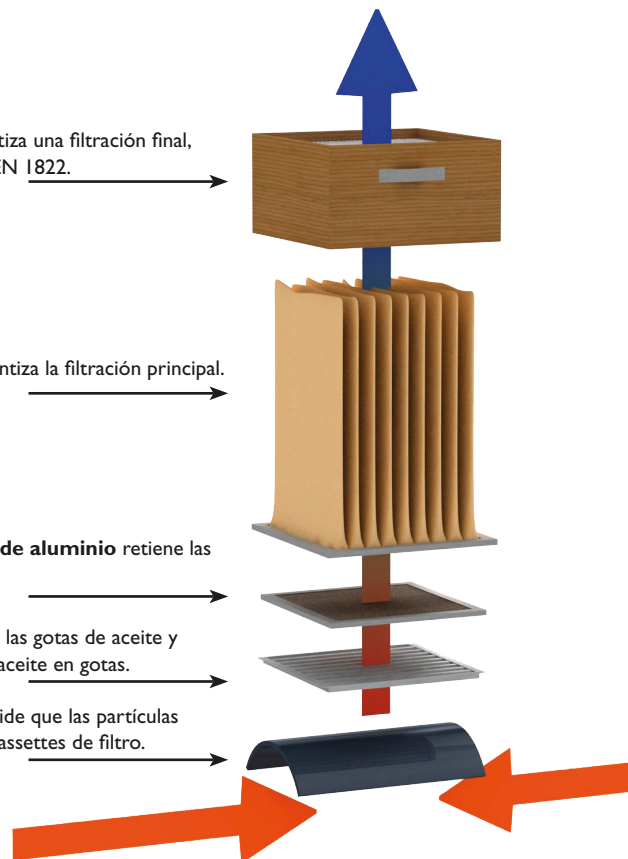 tiza una filtración final,
EN 1822.
ntiza la filtración principal.
de aluminio retiene las
las gotas de aceite y
aceite en gotas.
ide que las partículas
assettes de filtro.